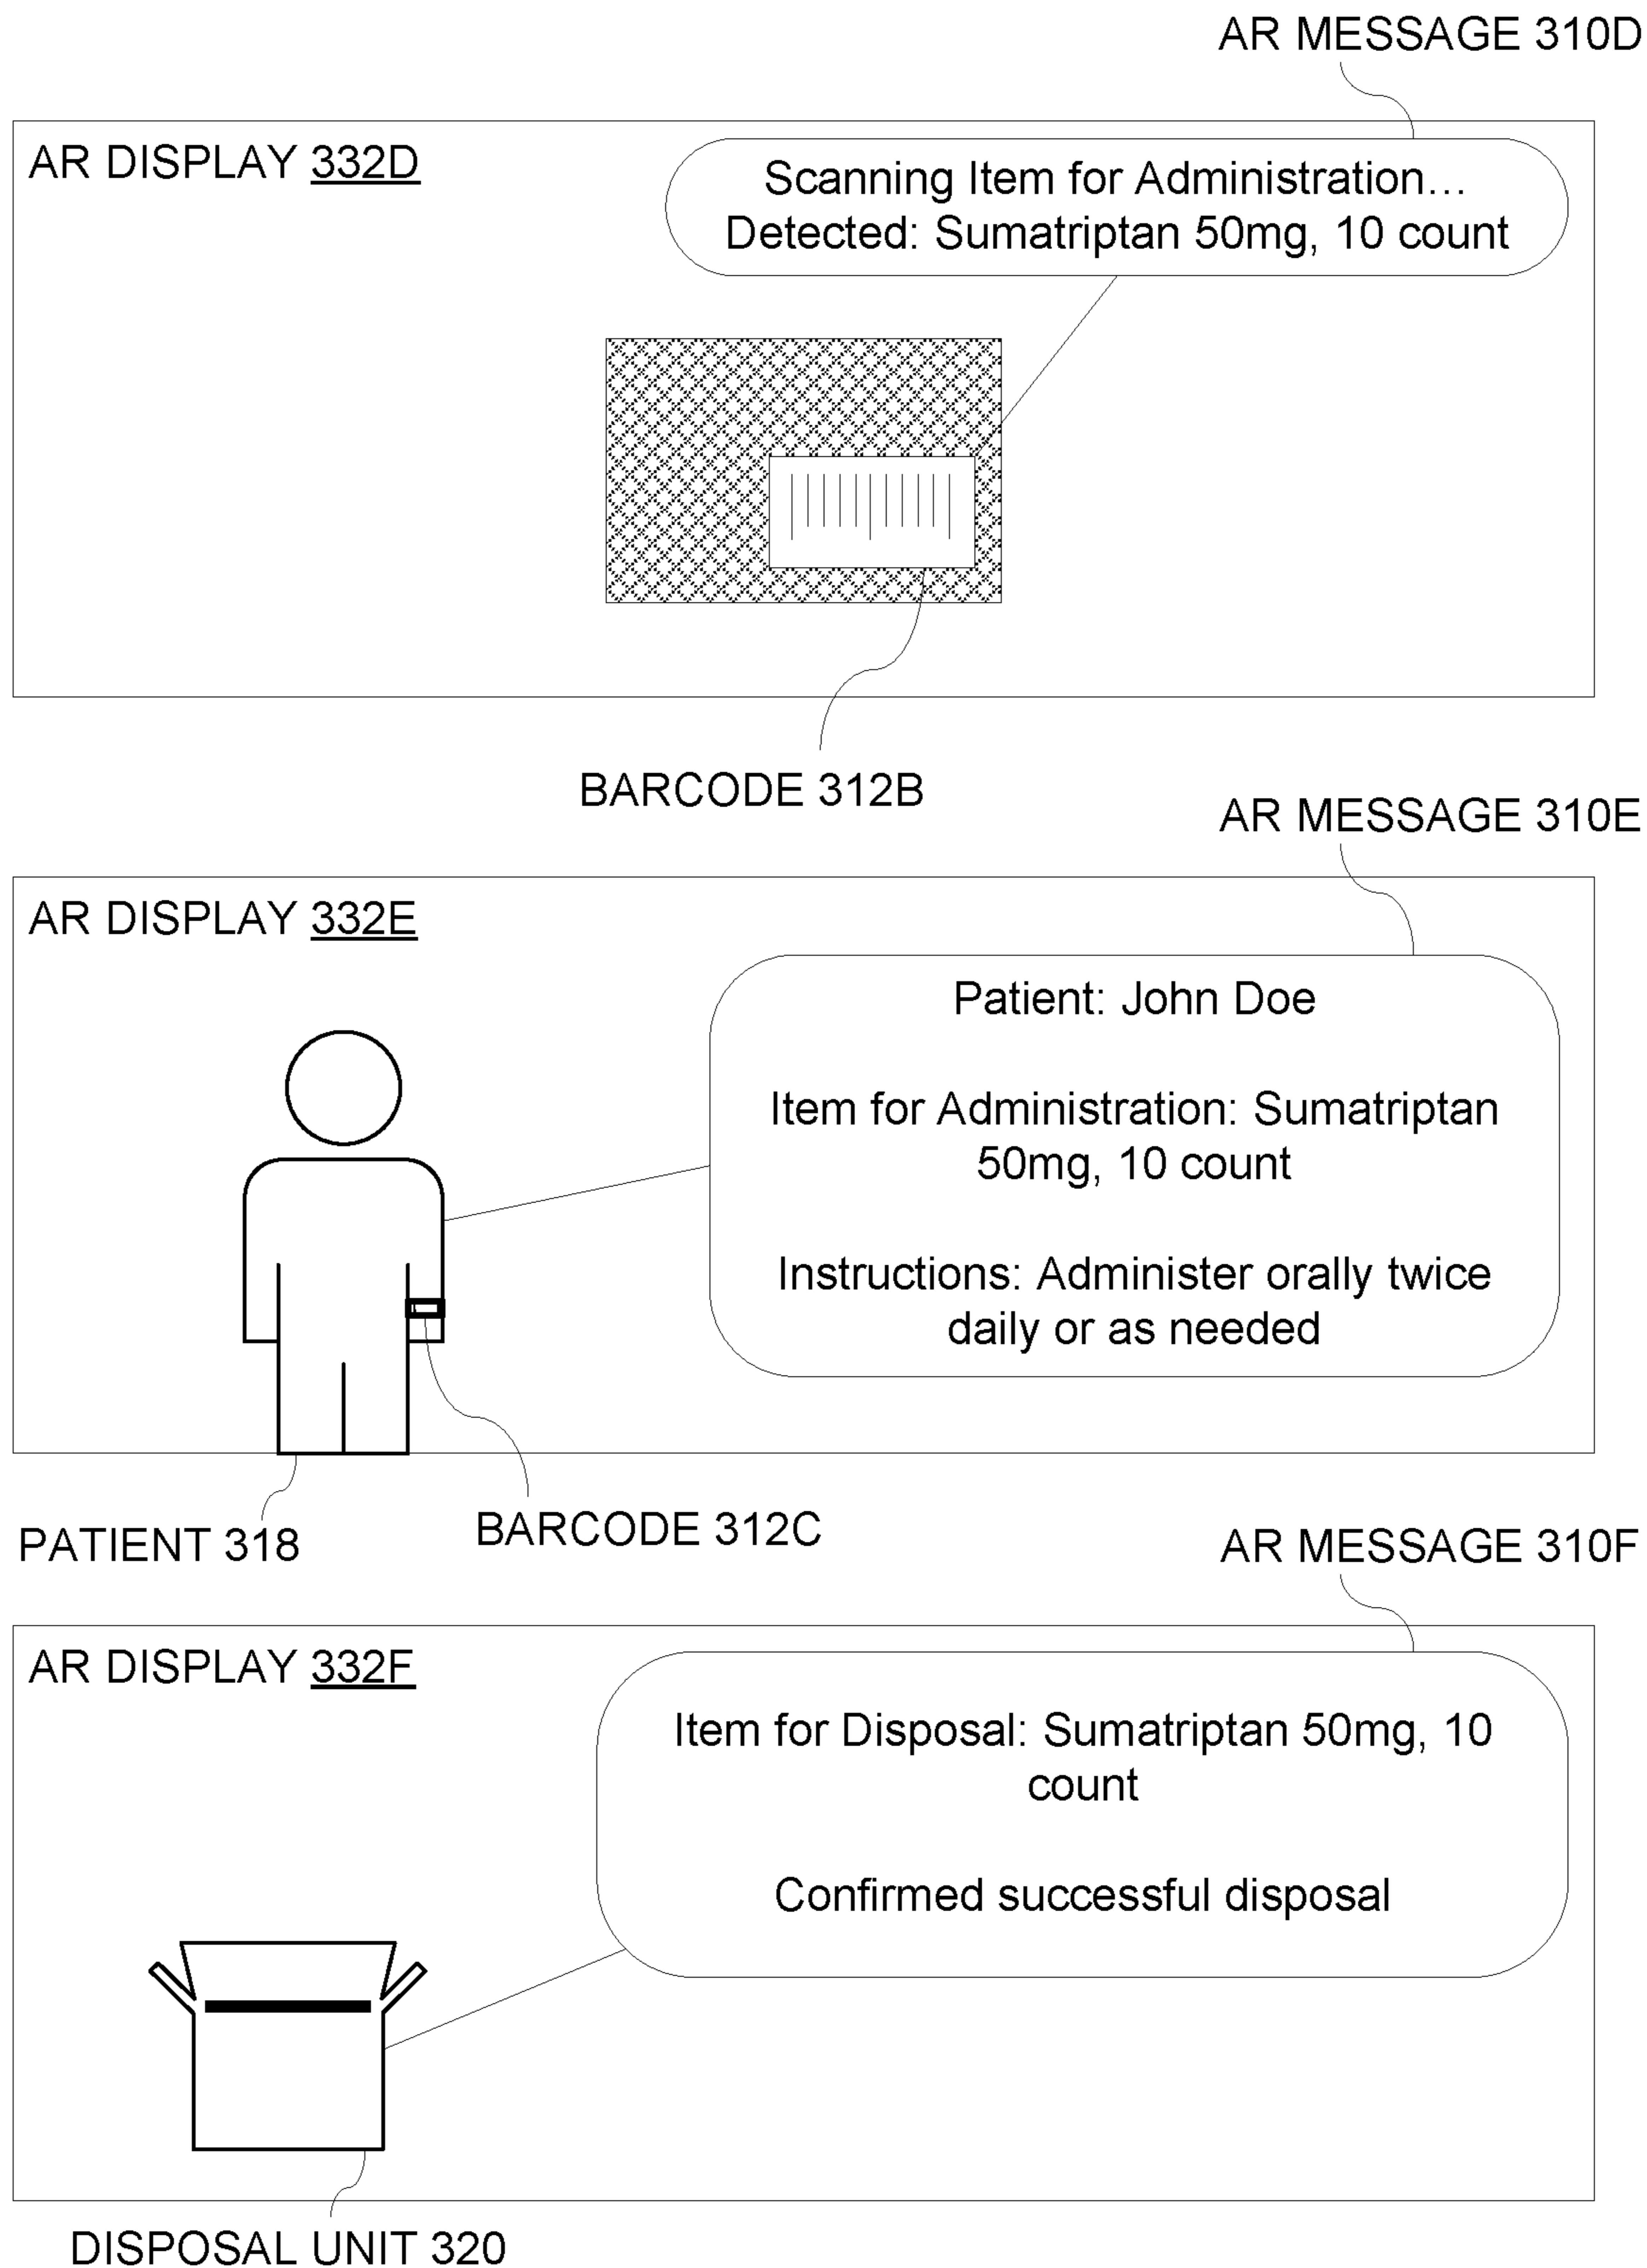 AR MESSAGE 310D
AR DISPLAY 332D
Scanning Item for Administration...
Detected: Sumatriptan 50mg, 10 count
BARCODE 312B
AR MESSAGE 310E
AR DISPLAY 332E
Patient: John Doe
Item for Administration: Sumatriptan
50mg, 10 count
Instructions: Administer orally twice
daily or as needed
PATIENT 318
BARCODE 312C
AR MESSAGE 310F
AR DISPLAY 332F
Item for Disposal: Sumatriptan 50mg, 10
count
Confirmed successful disposal
DISPOSAL UNIT 320